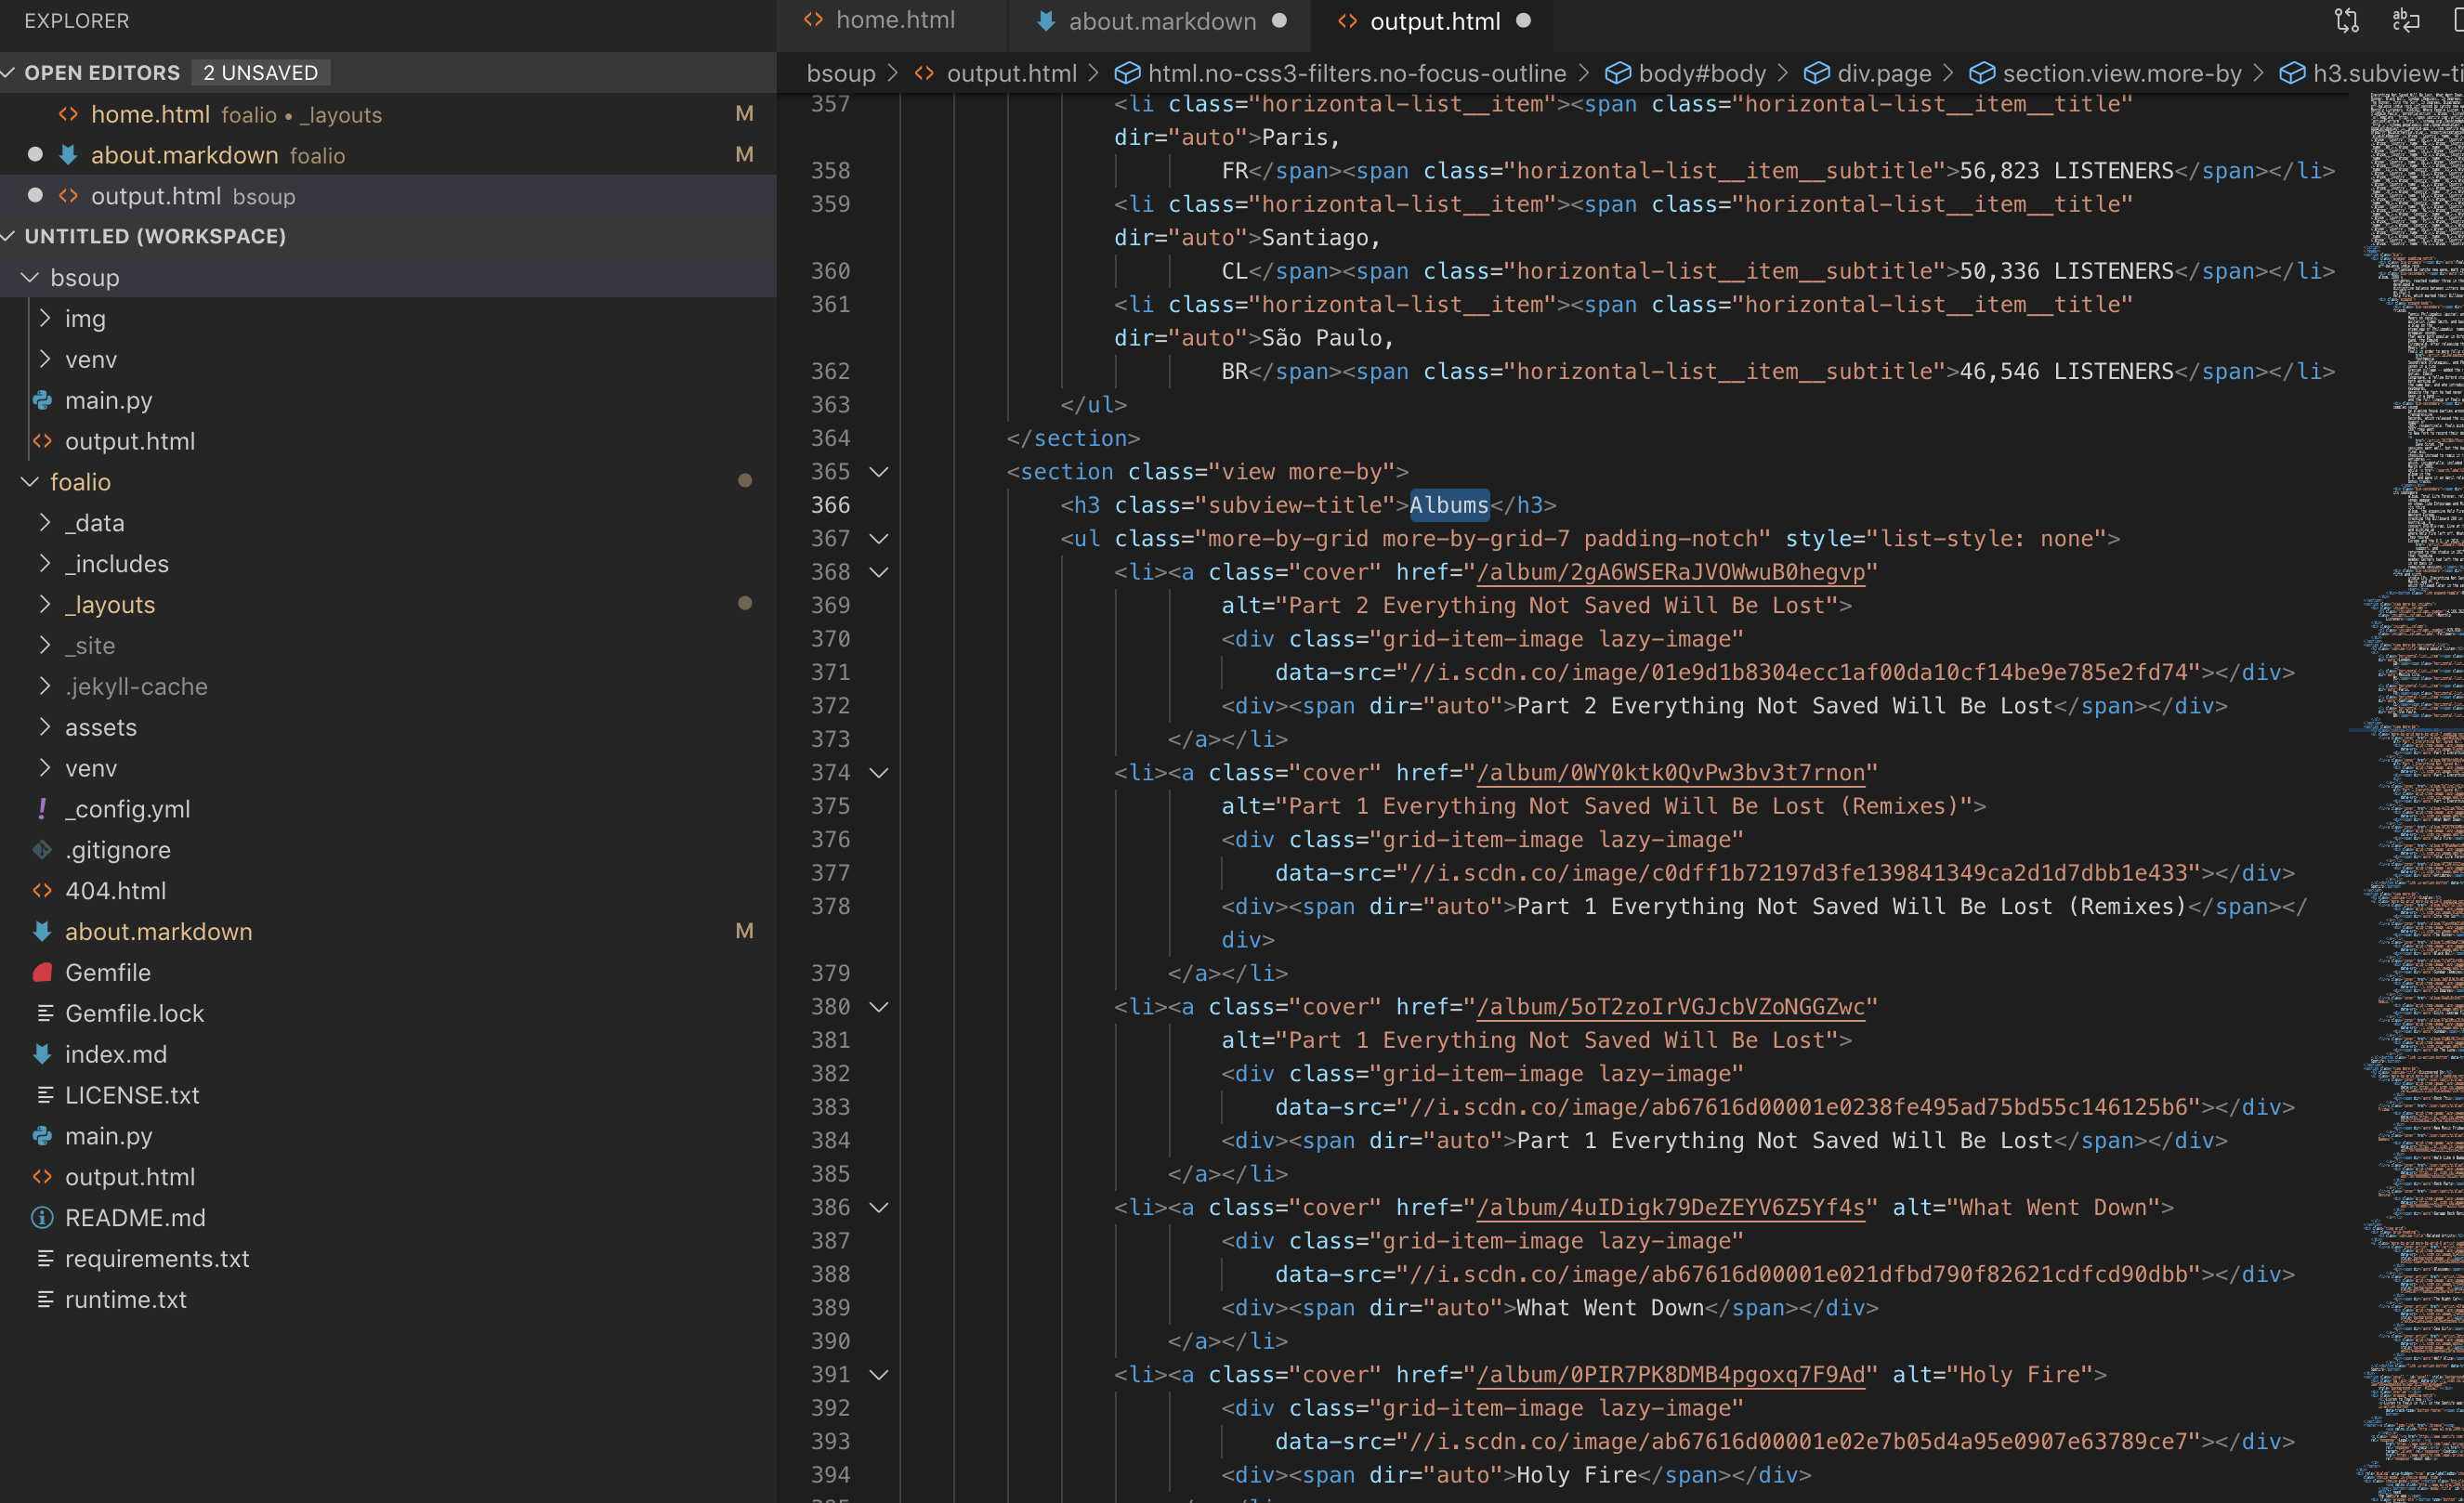 EXPLORER
OPEN EDITORS 2 UNSAVED
home.html foalio • _layouts M
about.markdown foalio M
output.html bsoup
UNTITLED (WORKSPACE)
bsoup
img
venv
main.py
output.html
foalio
_data
_includes
_layouts
_site
.jekyll-cache
assets
venv
_config.yml
.gitignore
404.html
about.markdown M
Gemfile
Gemfile.lock
index.md
LICENSE.txt
main.py
output.html
README.md
requirements.txt
runtime.txt
home.html about.markdown output.html
bsoup > output.html > html.no-css3-filters.no-focus-outline > body#body > div.page > section.view.more-by > h3.subview-ti
357 <li class="horizontal-list__item"><span class="horizontal-list__item__title"
dir="auto">Paris,
358 FR</span><span class="horizontal-list__item__subtitle">56,823 LISTENERS</span></li>
359 <li class="horizontal-list__item"><span class="horizontal-list__item__title"
dir="auto">Santiago,
360 CL</span><span class="horizontal-list__item__subtitle">50,336 LISTENERS</span></li>
361 <li class="horizontal-list__item"><span class="horizontal-list__item__title"
dir="auto">São Paulo,
362 BR</span><span class="horizontal-list__item__subtitle">46,546 LISTENERS</span></li>
363 </ul>
364 </section>
365 <section class="view more-by">
366 <h3 class="subview-title">Albums</h3>
367 <ul class="more-by-grid more-by-grid-7 padding-notch" style="list-style: none">
368 <li><a class="cover" href="/album/2gA6WSERaJVOWwuB0hegvp"
369 alt="Part 2 Everything Not Saved Will Be Lost">
370 <div class="grid-item-image lazy-image"
371 data-src="//i.scdn.co/image/01e9d1b8304ecc1af00da10cf14be9e785e2fd74"></div>
372 <div><span dir="auto">Part 2 Everything Not Saved Will Be Lost</span></div>
373 </a></li>
374 <li><a class="cover" href="/album/0WY0ktk0QvPw3bv3t7rnon"
375 alt="Part 1 Everything Not Saved Will Be Lost (Remixes)">
376 <div class="grid-item-image lazy-image"
377 data-src="//i.scdn.co/image/c0dff1b72197d3fe139841349ca2d1d7dbb1e433"></div>
378 <div><span dir="auto">Part 1 Everything Not Saved Will Be Lost (Remixes)</span></
div>
379 </a></li>
380 <li><a class="cover" href="/album/5oT2zoIrVGJcbVZoNGGZwc"
381 alt="Part 1 Everything Not Saved Will Be Lost">
382 <div class="grid-item-image lazy-image"
383 data-src="//i.scdn.co/image/ab67616d00001e0238fe495ad75bd55c146125b6"></div>
384 <div><span dir="auto">Part 1 Everything Not Saved Will Be Lost</span></div>
385 </a></li>
386 <li><a class="cover" href="/album/4uIDigk79DeZEYV6Z5Yf4s" alt="What Went Down">
387 <div class="grid-item-image lazy-image"
388 data-src="//i.scdn.co/image/ab67616d00001e021dfbd790f82621cdfcd90dbb"></div>
389 <div><span dir="auto">What Went Down</span></div>
390 </a></li>
391 <li><a class="cover" href="/album/0PIR7PK8DMB4pgoxq7F9Ad" alt="Holy Fire">
392 <div class="grid-item-image lazy-image"
393 data-src="//i.scdn.co/image/ab67616d00001e02e7b05d4a95e0907e63789ce7"></div>
394 <div><span dir="auto">Holy Fire</span></div>